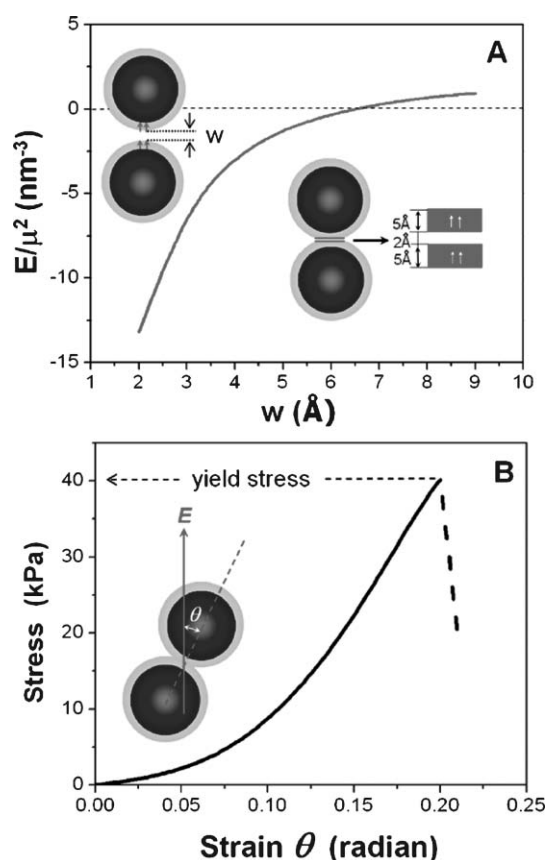 A
5
0
-5
-10
-15
E/μ² (nm⁻³)
w
5Å
2Å
5Å
1 2 3 4 5 6 7 8 9 10
w (Å)
B
40
30
20
10
0
Stress (kPa)
yield stress
E
θ
0.00 0.05 0.10 0.15 0.20 0.25
Strain θ (radian)